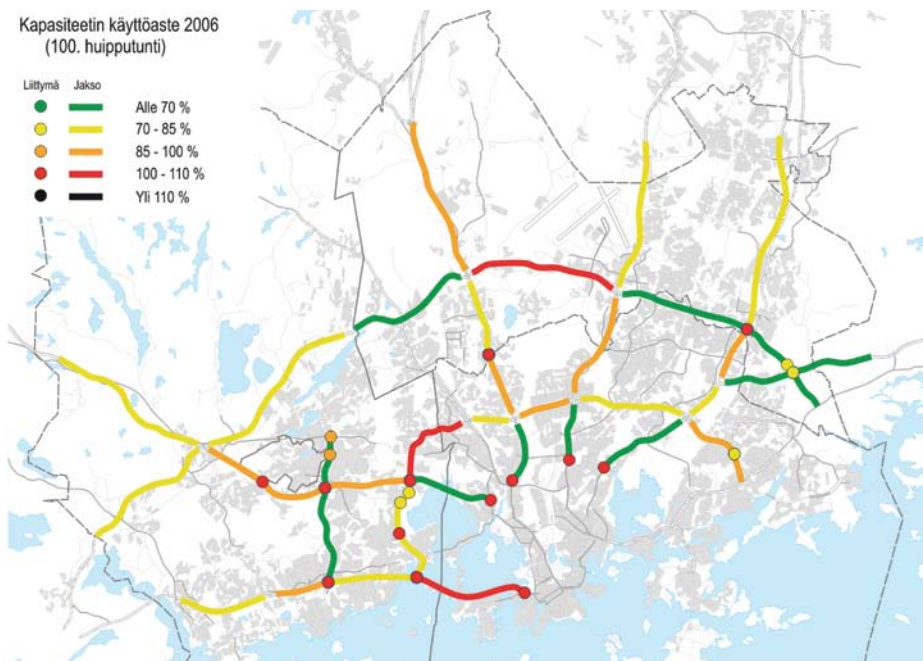 Kapasiteetin käyttöaste 2006
(100. huipputunti)
Liittymä Jakso
Alle 70 %
70 - 85 %
85 - 100 %
100 - 110 %
Yli 110 %